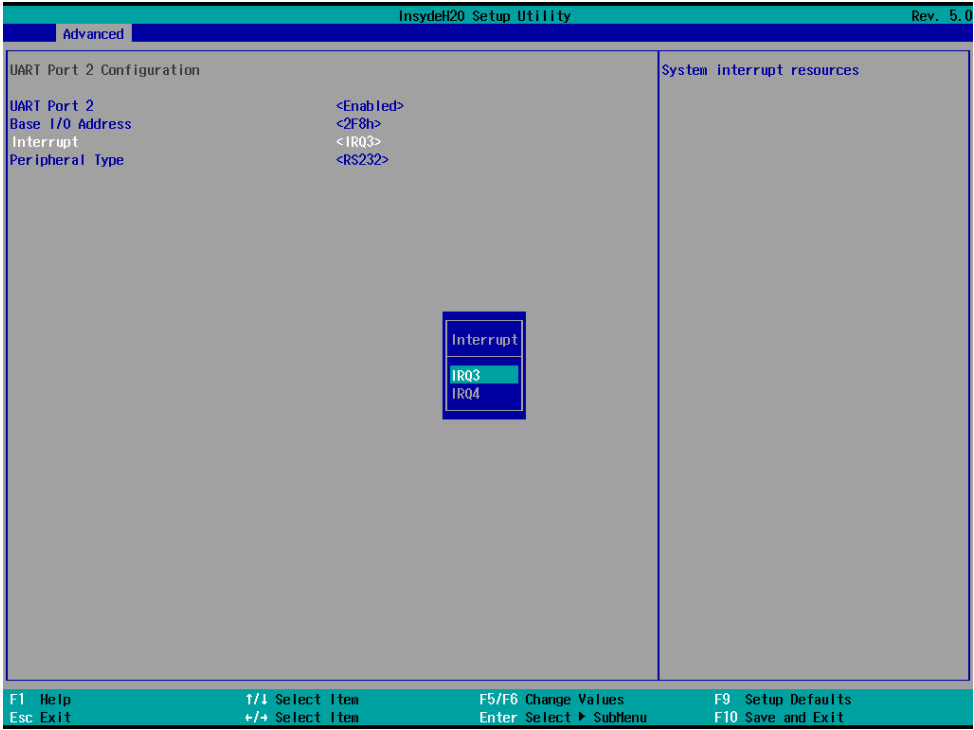 InsydeH20 Setup Utility Rev. 5.0
Advanced
UART Port 2 Configuration
UART Port 2 <Enabled>
Base I/O Address <2F8h>
Interrupt <IRQ3>
Peripheral Type <RS232>
System interrupt resources
Interrupt
IRQ3
IRQ4
F1 Help ↑/↓ Select Item F5/F6 Change Values F9 Setup Defaults
Esc Exit ←/→ Select Item Enter Select ▶ SubMenu F10 Save and Exit